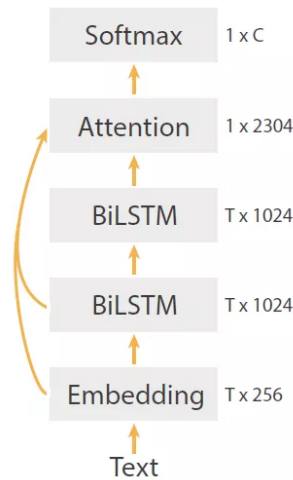 Softmax 1 x C
Attention 1 x 2304
BiLSTM T x 1024
BiLSTM T x 1024
Embedding T x 256
Text